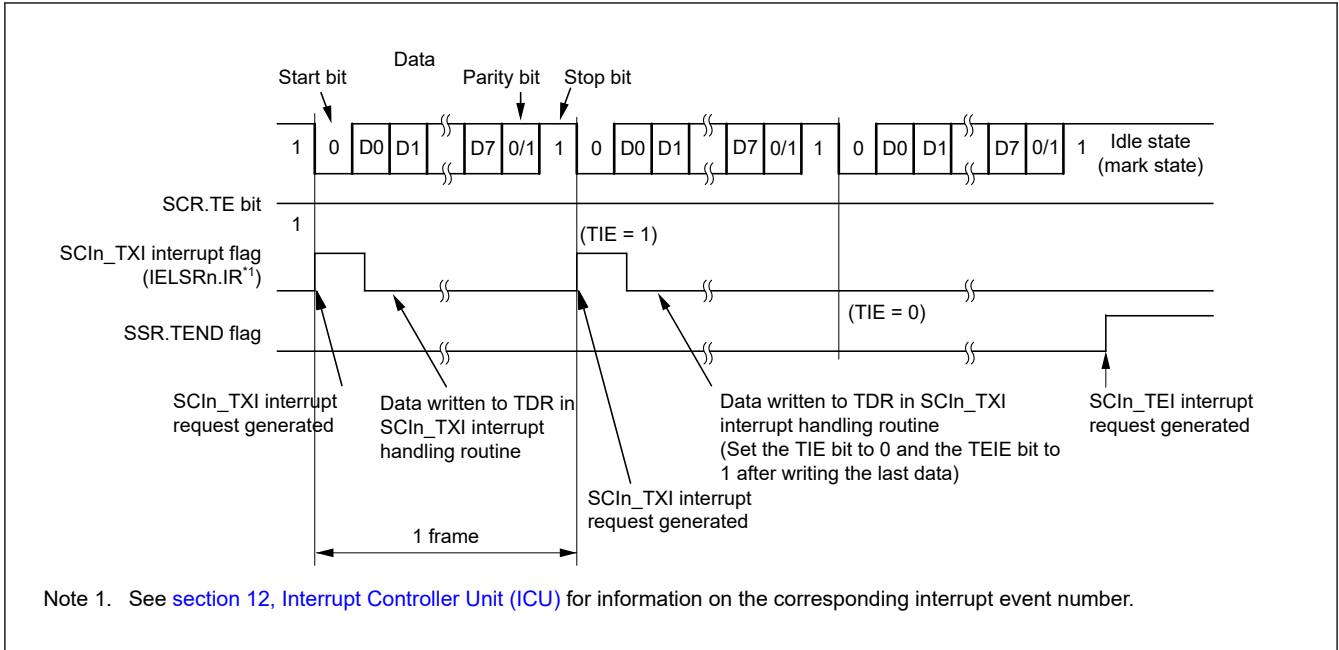 Data
Start bit
Parity bit
Stop bit
1 0 D0 D1 D7 0/1 1 0 D0 D1 D7 0/1 1 0 D0 D1 D7 0/1 1
Idle state
(mark state)
SCR.TE bit
1
(TIE = 1)
SCIn_TXI interrupt flag
(IELSRn.IR*1)
(TIE = 0)
SSR.TEND flag
SCIn_TXI interrupt
request generated
Data written to TDR in
SCIn_TXI interrupt
handling routine
Data written to TDR in SCIn_TXI
interrupt handling routine
(Set the TIE bit to 0 and the TEIE bit to
1 after writing the last data)
SCIn_TEI interrupt
request generated
SCIn_TXI interrupt
request generated
1 frame
Note 1. See section 12, Interrupt Controller Unit (ICU) for information on the corresponding interrupt event number.